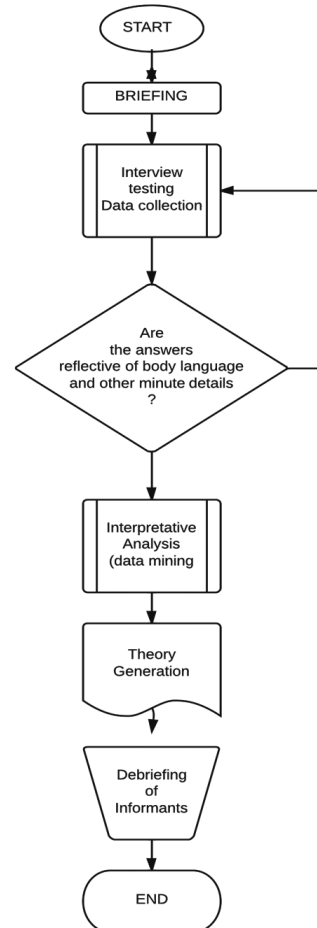 START
BRIEFING
Interview
testing
Data collection
Are
the answers
reflective of body language
and other minute details
?
Interpretative
Analysis
(data mining
Theory
Generation
Debriefing
of
Informants
END